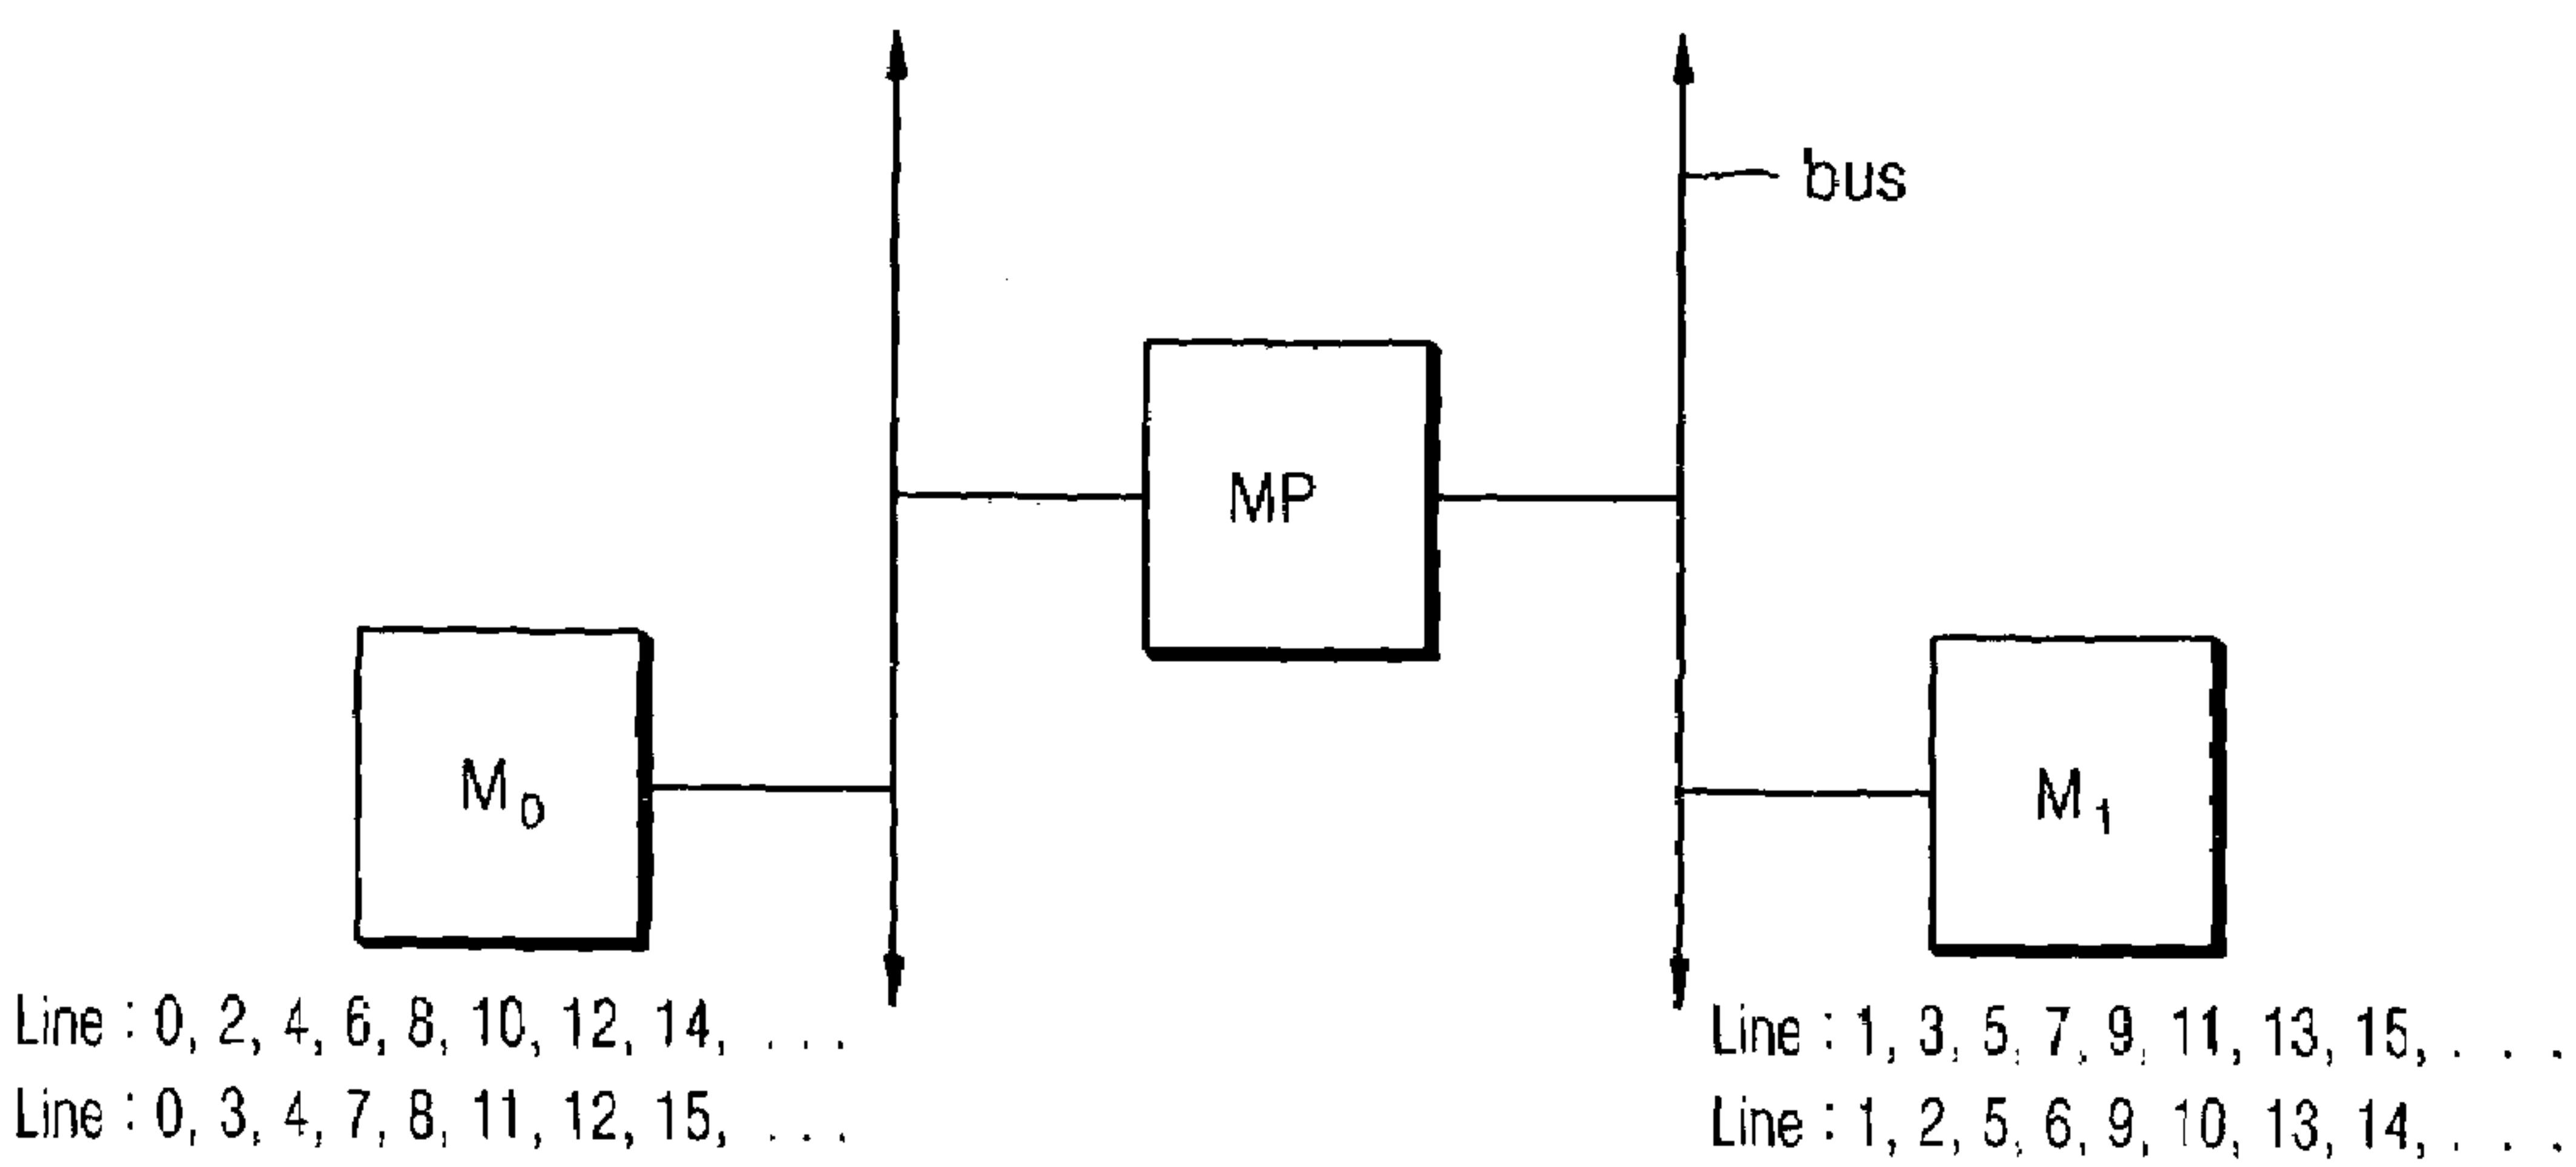 bus
MP
M0
M1
Line : 0, 2, 4, 6, 8, 10, 12, 14, . . .
Line : 0, 3, 4, 7, 8, 11, 12, 15, . . .
Line : 1, 3, 5, 7, 9, 11, 13, 15, . . .
Line : 1, 2, 5, 6, 9, 10, 13, 14, . . .